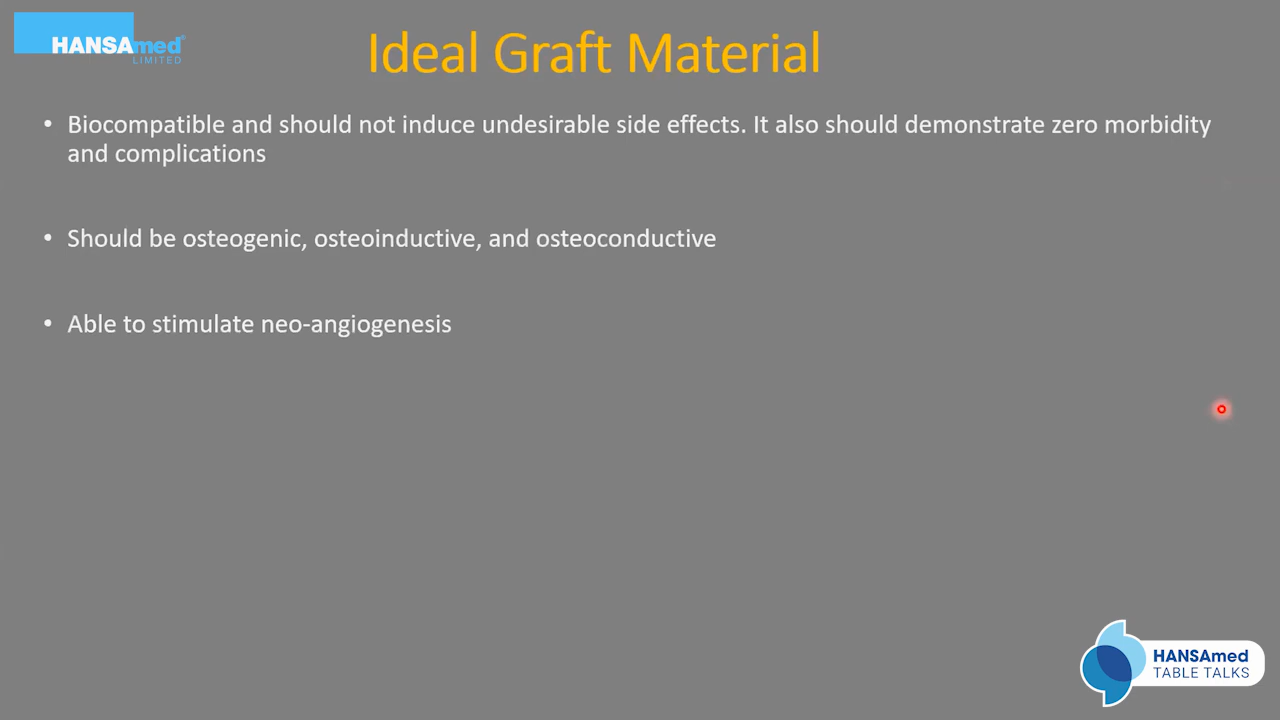 HANSAmed®
LIMITED
Ideal Graft Material
• Biocompatible and should not induce undesirable side effects. It also should demonstrate zero morbidity
and complications
• Should be osteogenic, osteoinductive, and osteoconductive
• Able to stimulate neo-angiogenesis
HANSAmed
TABLE TALKS